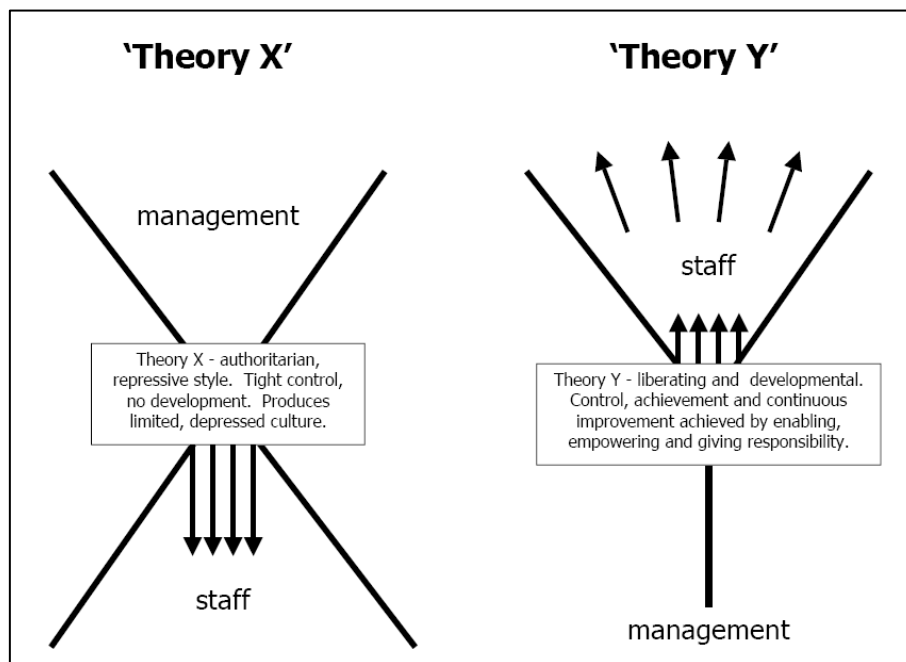 ‘Theory X’
management
Theory X - authoritarian,
repressive style. Tight control,
no development. Produces
limited, depressed culture.
staff
‘Theory Y’
staff
Theory Y - liberating and developmental.
Control, achievement and continuous
improvement achieved by enabling,
empowering and giving responsibility.
management